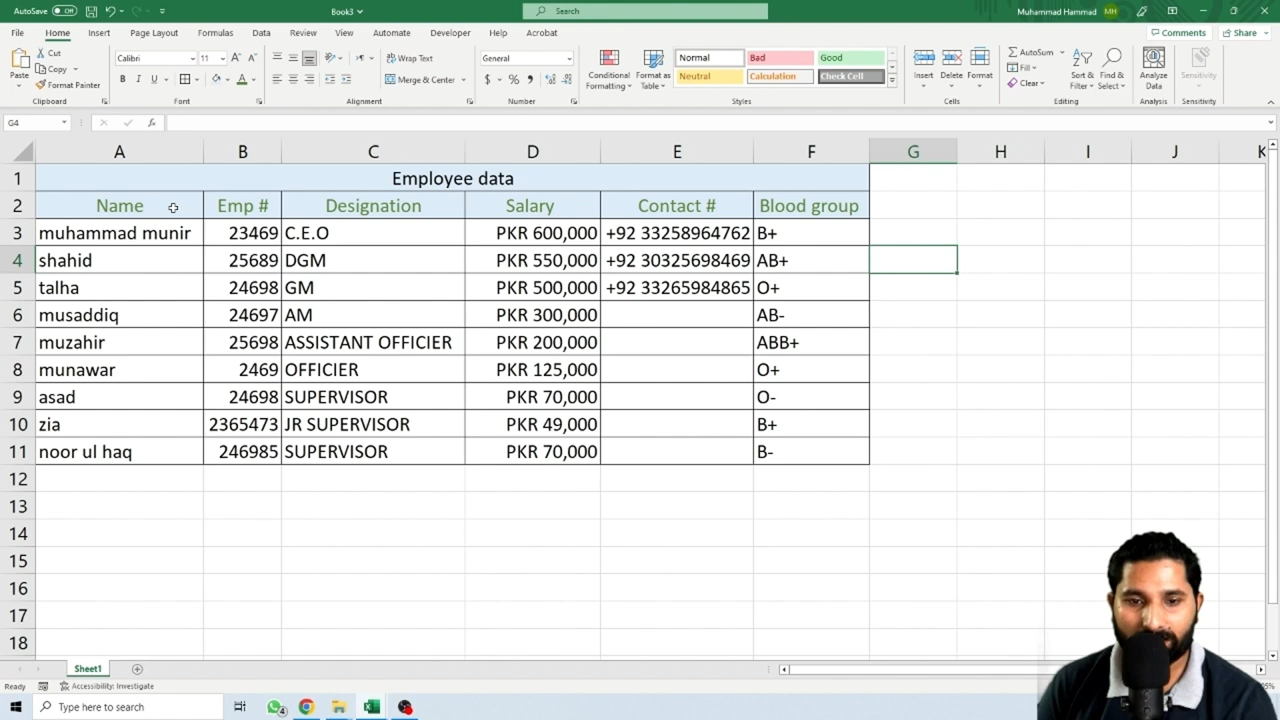 AutoSave Off Book3 Search Muhammad Hammad MH
File Home Insert Page Layout Formulas Data Review View Automate Developer Help Acrobat Comments Share
Cut Calibri 11 Wrap Text General Normal Bad Good AutoSum
Copy Fill
Paste Format Painter Merge & Center Conditional Formatting Format as Table Neutral Calculation Check Cell Insert Delete Format Clear Sort & Filter Find & Select Analyze Data Sensitivity
Clipboard Font Alignment Number Styles Cells Editing Analysis Sensitivity
G4 fx
A B C D E F G H I J K
1 Employee data
2 Name Emp # Designation Salary Contact # Blood group
3 muhammad munir 23469 C.E.O PKR 600,000 +92 33258964762 B+
4 shahid 25689 DGM PKR 550,000 +92 30325698469 AB+
5 talha 24698 GM PKR 500,000 +92 33265984865 O+
6 musaddiq 24697 AM PKR 300,000 AB-
7 muzahir 25698 ASSISTANT OFFICIER PKR 200,000 ABB+
8 munawar 2469 OFFICIER PKR 125,000 O+
9 asad 24698 SUPERVISOR PKR 70,000 O-
10 zia 2365473 JR SUPERVISOR PKR 49,000 B+
11 noor ul haq 246985 SUPERVISOR PKR 70,000 B-
12
13
14
15
16
17
18
Sheet1
Ready Accessibility: Investigate
Type here to search 4